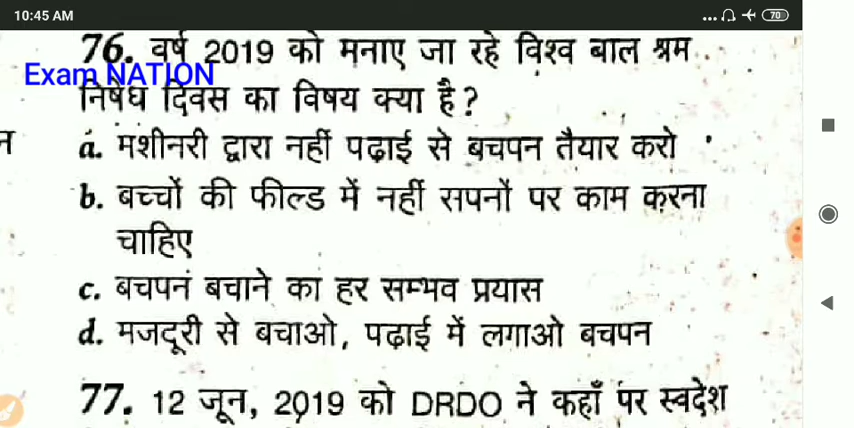 10:45 AM
70
76. वर्ष 2019 को मनाए जा रहे विश्व बाल श्रम
Exam NATION
निषेध दिवस का विषय क्या है?
a. मशीनरी द्वारा नहीं पढ़ाई से बचपन तैयार करो
b. बच्चों की फील्ड में नहीं सपनों पर काम करना
चाहिए
c. बचपन बचाने का हर सम्भव प्रयास
d. मजदूरी से बचाओ, पढ़ाई में लगाओ बचपन
77. 12 जून, 2019 को DRDO ने कहाँ पर स्वदेश